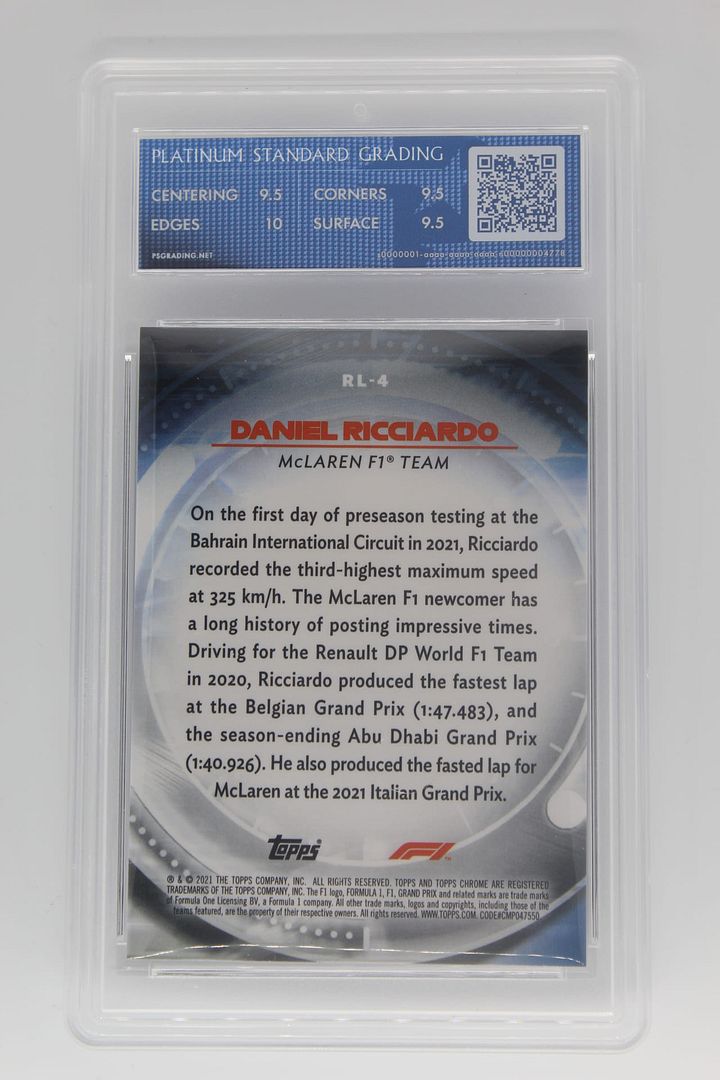 PLATINUM STANDARD GRADING
CENTERING 9.5 CORNERS 9.5
EDGES 10 SURFACE 9.5
PSGRADING.NET s0000001-aaaa-aaaa-aaaa-s00000004778
RL-4
DANIEL RICCIARDO
McLAREN F1® TEAM
On the first day of preseason testing at the
Bahrain International Circuit in 2021, Ricciardo
recorded the third-highest maximum speed
at 325 km/h. The McLaren F1 newcomer has
a long history of posting impressive times.
Driving for the Renault DP World F1 Team
in 2020, Ricciardo produced the fastest lap
at the Belgian Grand Prix (1:47.483), and
the season-ending Abu Dhabi Grand Prix
(1:40.926). He also produced the fasted lap for
McLaren at the 2021 Italian Grand Prix.
Topps F1™
® & © 2021 THE TOPPS COMPANY, INC. ALL RIGHTS RESERVED. TOPPS AND TOPPS CHROME ARE REGISTERED
TRADEMARKS OF THE TOPPS COMPANY, INC. The F1 logo, FORMULA 1, F1, GRAND PRIX and related marks are trade marks
of Formula One Licensing BV, a Formula 1 company. All other trade marks, logos and copyrights, including those of the
teams featured, are the property of their respective owners. All rights reserved. WWW.TOPPS.COM. CODE#CMP047550